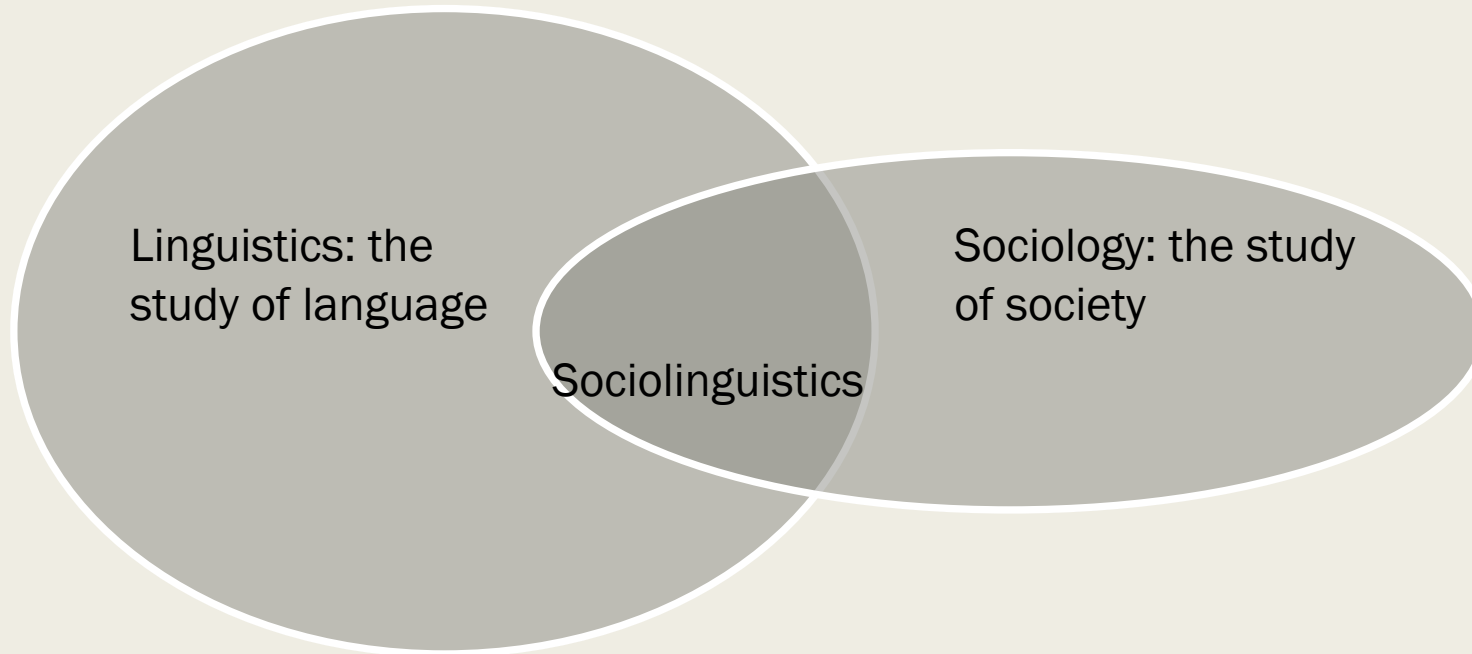 Linguistics: the
study of language
Sociolinguistics
Sociology: the study
of society